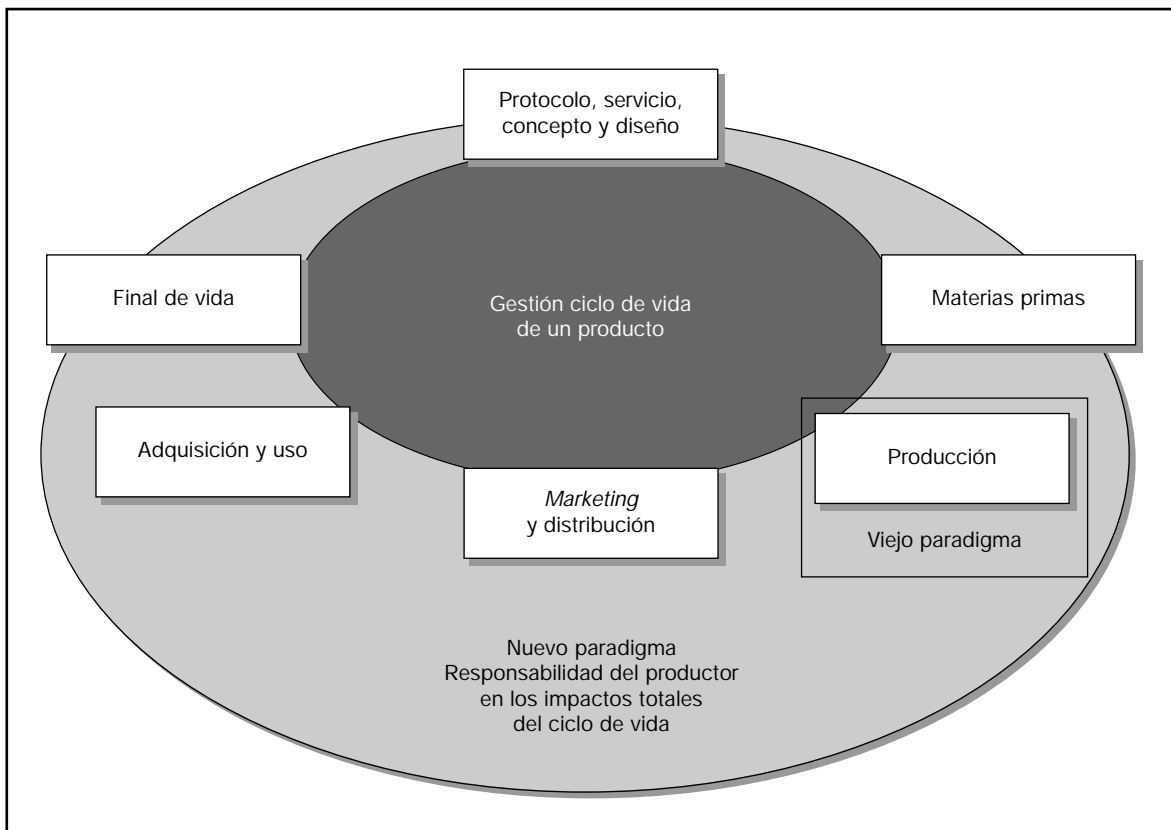 Protocolo, servicio,
concepto y diseño
Final de vida
Gestión ciclo de vida
de un producto
Materias primas
Adquisición y uso
Marketing
y distribución
Producción
Viejo paradigma
Nuevo paradigma
Responsabilidad del productor
en los impactos totales
del ciclo de vida